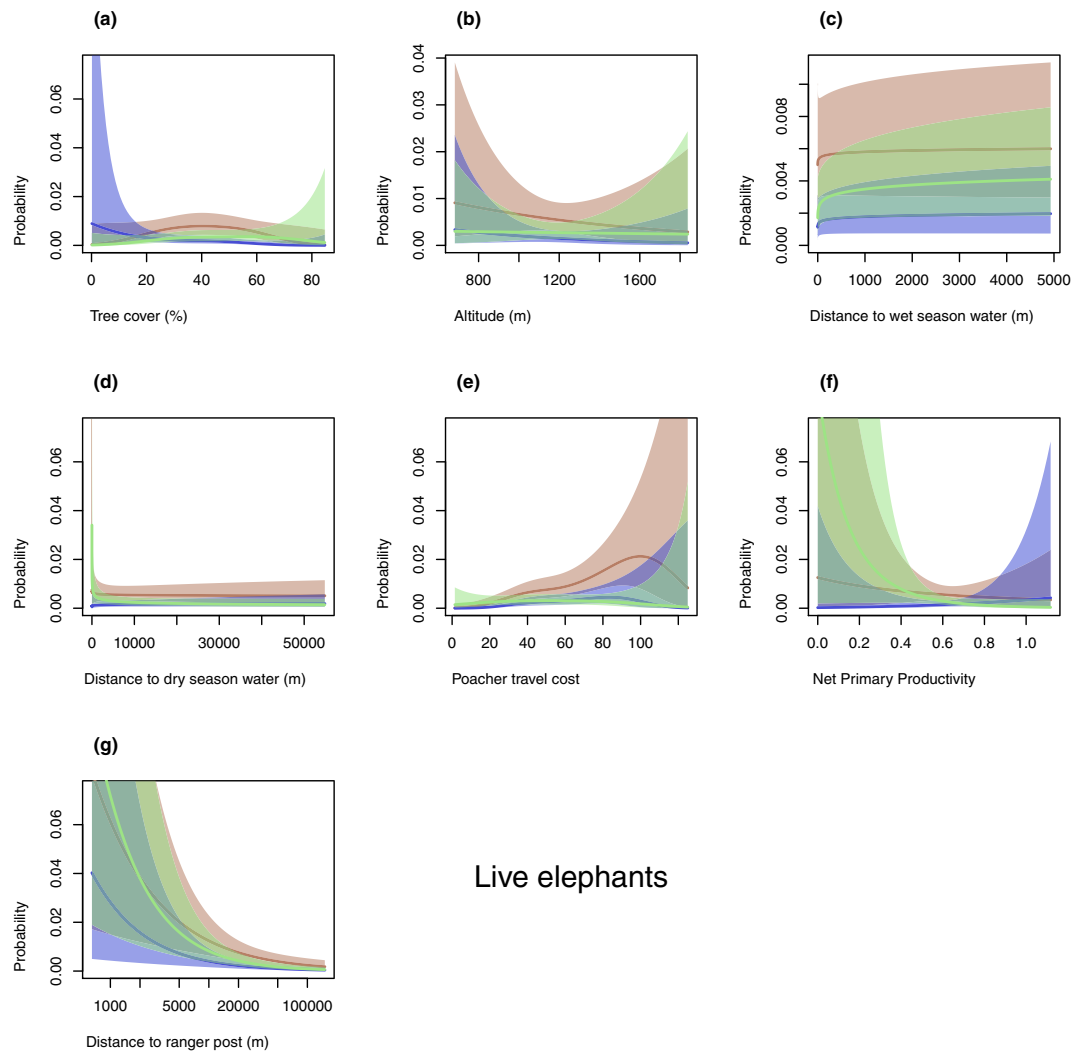 (a) (b) (c)
Probability 0.00 0.02 0.04 0.06
0 20 40 60 80
Tree cover (%)
Probability 0.00 0.01 0.02 0.03 0.04
800 1200 1600
Altitude (m)
Probability 0.000 0.004 0.008
0 1000 2000 3000 4000 5000
Distance to wet season water (m)
(d) (e) (f)
Probability 0.00 0.02 0.04 0.06
0 10000 30000 50000
Distance to dry season water (m)
Probability 0.00 0.02 0.04 0.06
0 20 40 60 80 100
Poacher travel cost
Probability 0.00 0.02 0.04 0.06
0.0 0.2 0.4 0.6 0.8 1.0
Net Primary Productivity
(g)
Probability 0.00 0.02 0.04 0.06
1000 5000 20000 100000
Distance to ranger post (m)
Live elephants